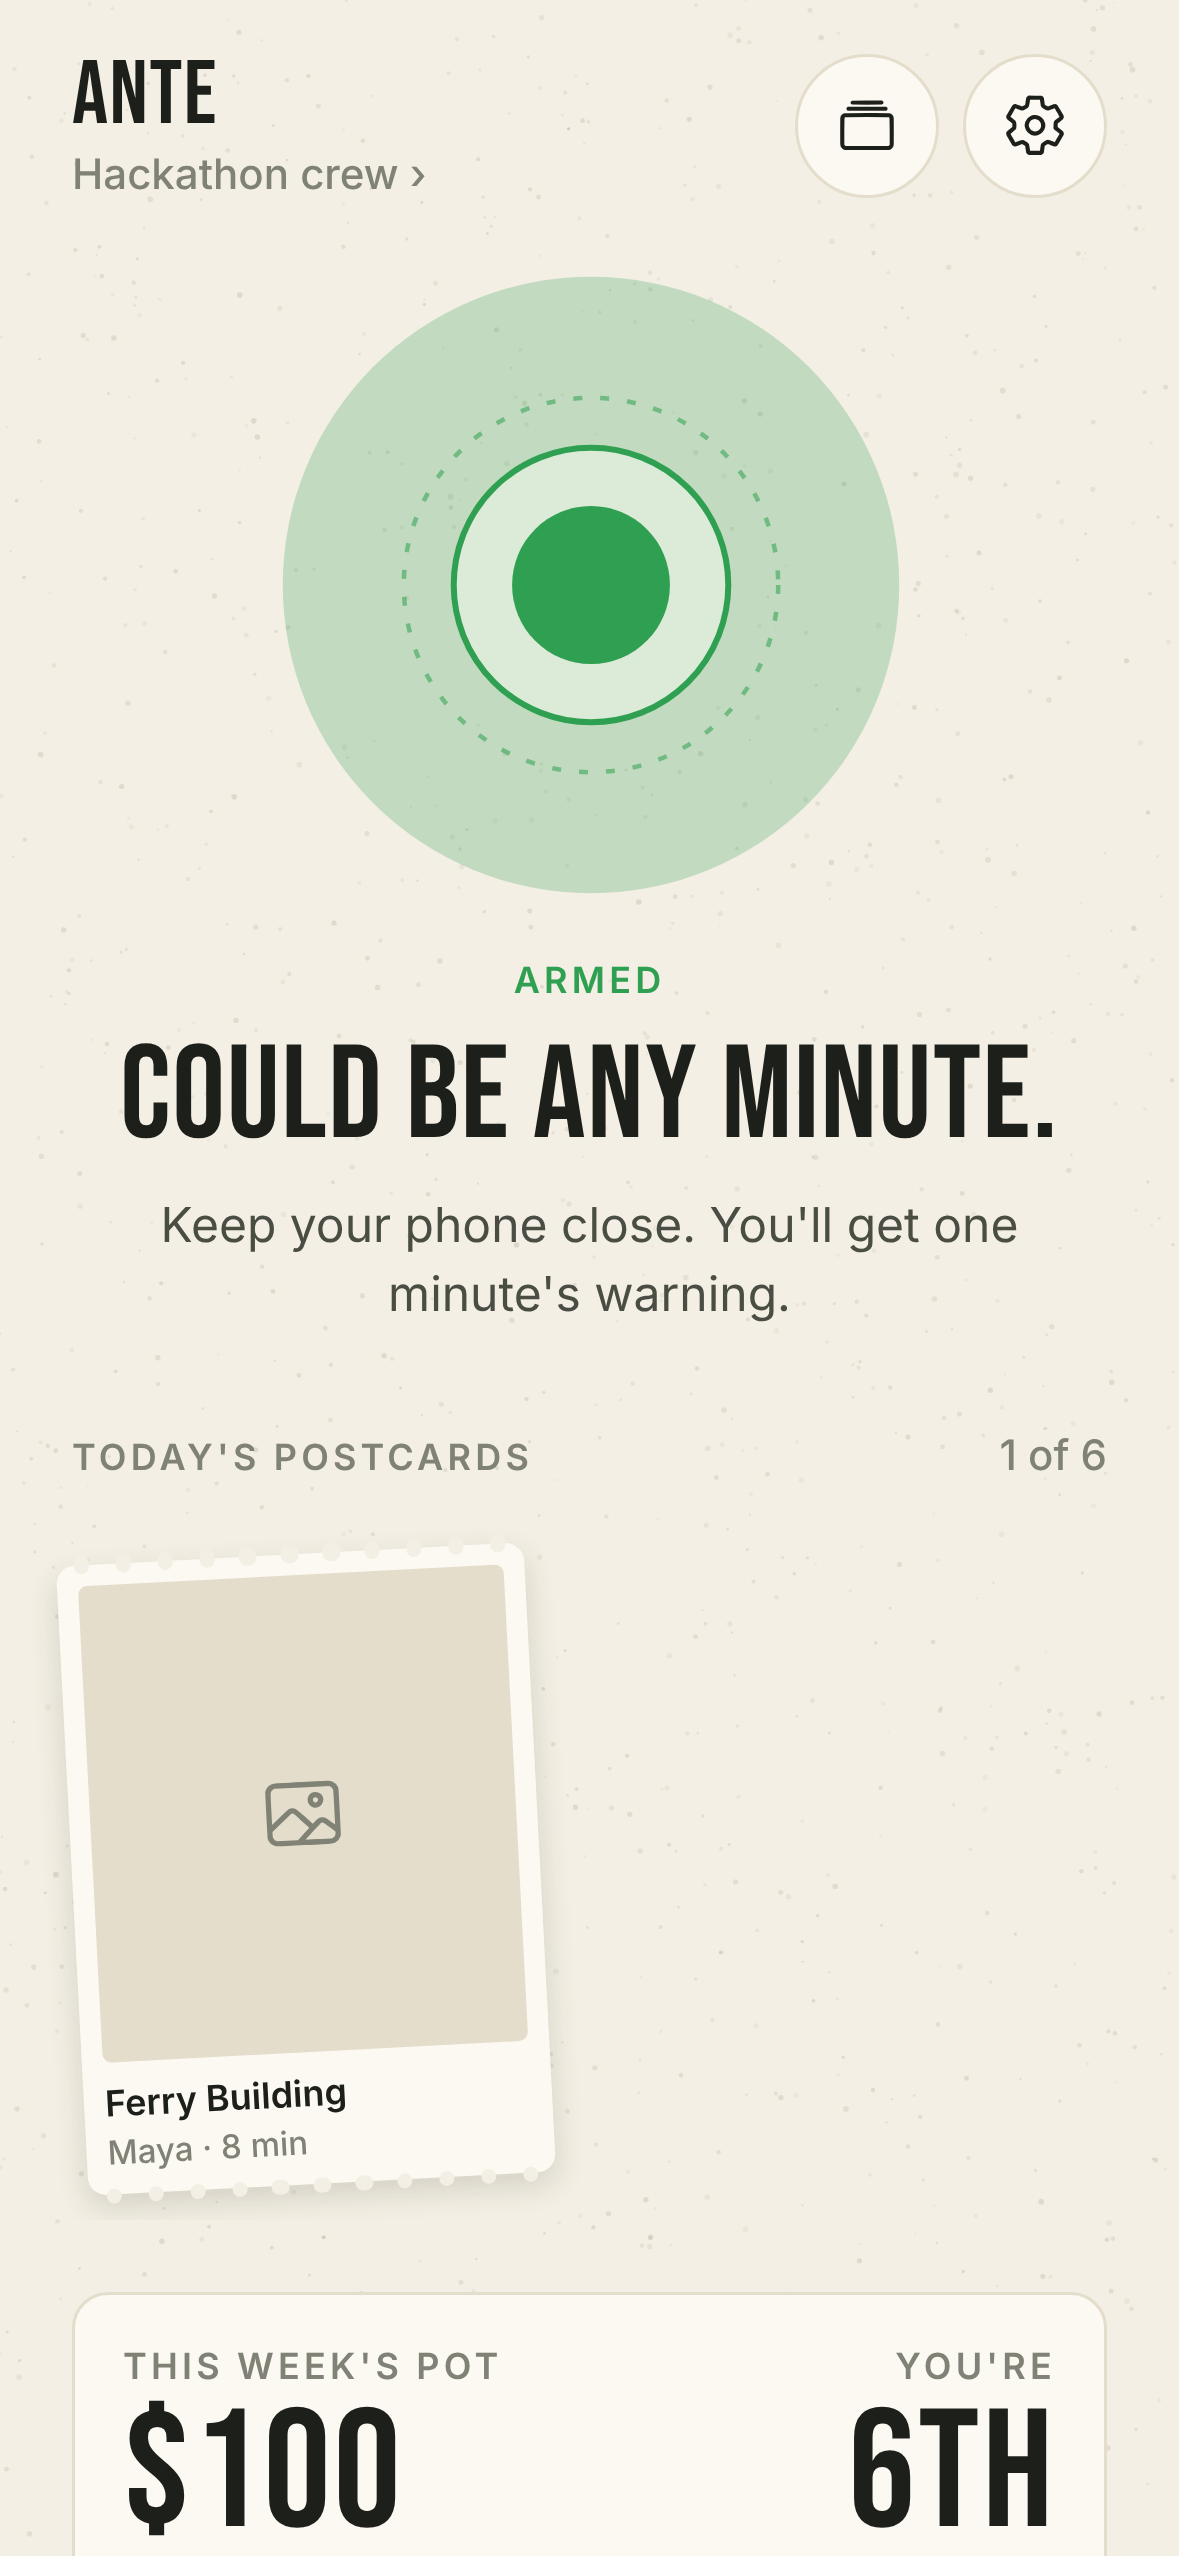 ANTE
Hackathon crew ›
ARMED
COULD BE ANY MINUTE.
Keep your phone close. You'll get one
minute's warning.
TODAY'S POSTCARDS
1 of 6
Ferry Building
Maya · 8 min
THIS WEEK'S POT
YOU'RE
$100
6TH